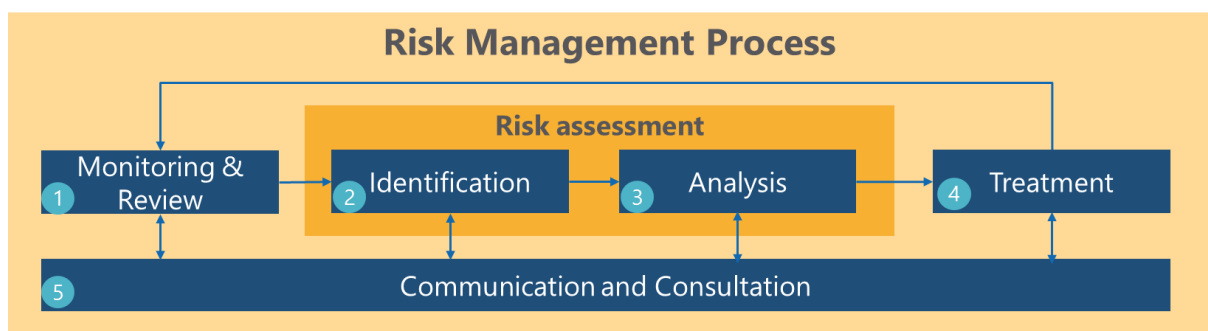 Risk Management Process
Risk assessment
Monitoring &
Review
1
Identification
2
Analysis
3
Treatment
4
Communication and Consultation
5